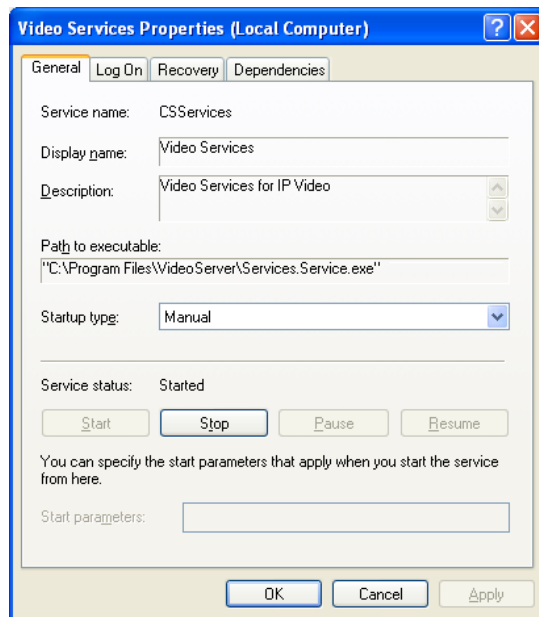 Video Services Properties (Local Computer)
General Log On Recovery Dependencies
Service name: CSServices
Display name: Video Services
Description: Video Services for IP Video
Path to executable:
"C:\Program Files\VideoServer\Services.Service.exe"
Startup type: Manual
Service status: Started
Start Stop Pause Resume
You can specify the start parameters that apply when you start the service
from here.
Start parameters:
OK Cancel Apply